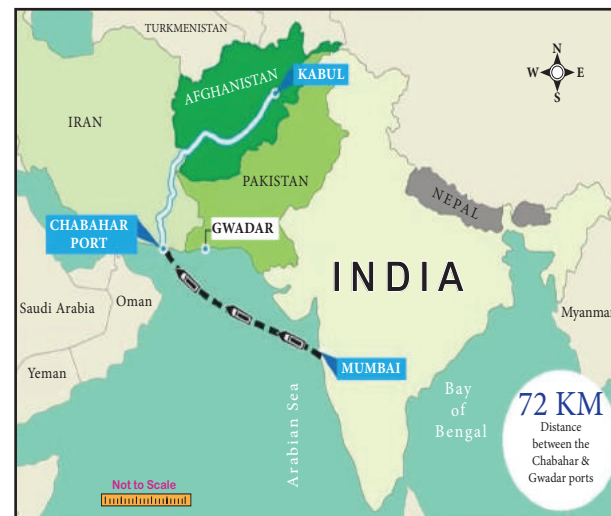 TURKMENISTAN
N
W
E
S
AFGHANISTAN
KABUL
IRAN
PAKISTAN
NEPAL
CHABAHAR
PORT
GWADAR
INDIA
Saudi Arabia
Oman
Myanmar
Yemen
MUMBAI
Arabian Sea
Bay
of
Bengal
72 KM
Distance
between the
Chabahar &
Gwadar ports
Not to Scale